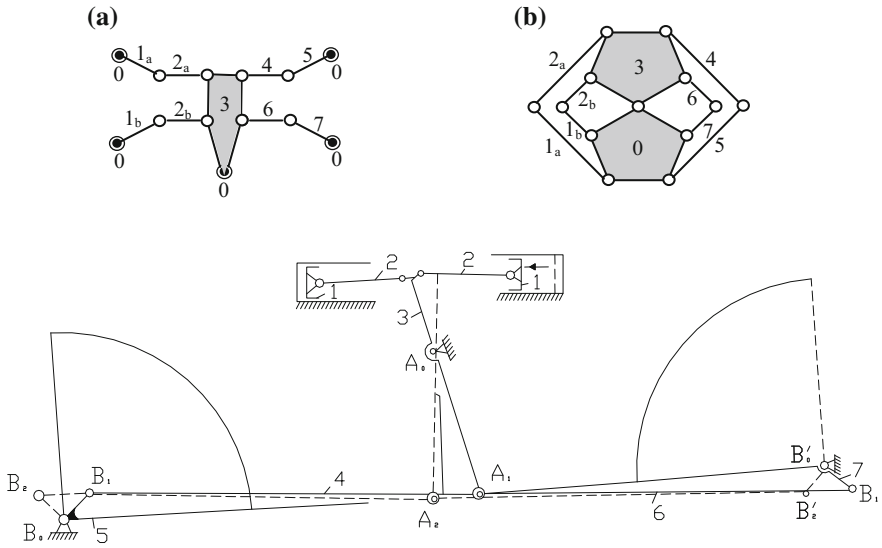 (a)
(b)
1a 2a 4 5
0 0
3
1b 2b 6 7
0 0
0
2a 3 4
2b 6
1b 0 7
1a 5
2 2
1 1
3
A₀
B₂ B₁ 4 A₁ B′₀ 7
B₀ 5 A₂ 6 B′₂ B₁